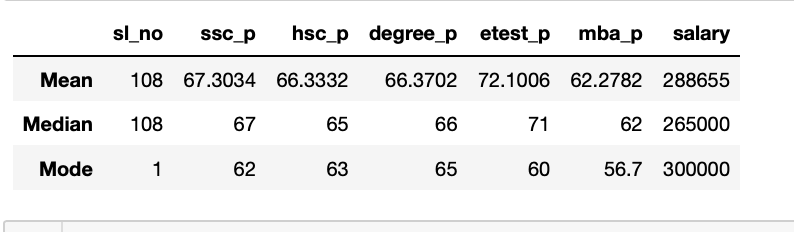 sl_no ssc_p hsc_p degree_p etest_p mba_p salary
Mean 108 67.3034 66.3332 66.3702 72.1006 62.2782 288655
Median 108 67 65 66 71 62 265000
Mode 1 62 63 65 60 56.7 300000